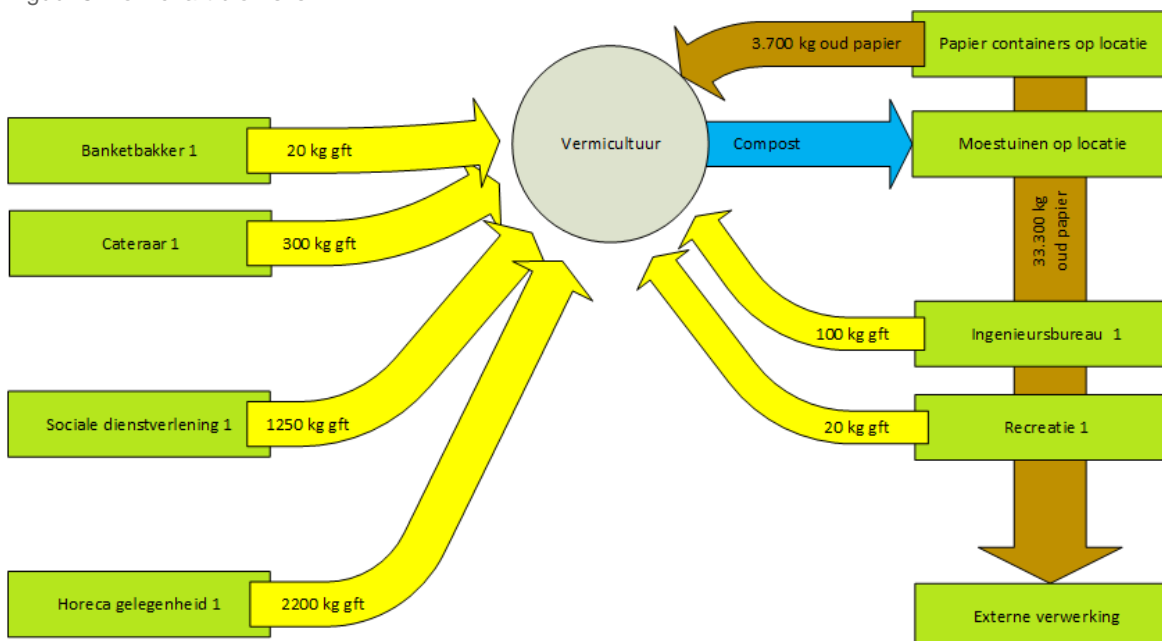 3.700 kg oud papier
Papier containers op locatie
Banketbakker 1
20 kg gft
Vermicultuur
Compost
Moestuinen op locatie
Cateraar 1
300 kg gft
33.300 kg
oud papier
100 kg gft
Ingenieursbureau 1
Sociale dienstverlening 1
1250 kg gft
20 kg gft
Recreatie 1
Horeca gelegenheid 1
2200 kg gft
Externe verwerking